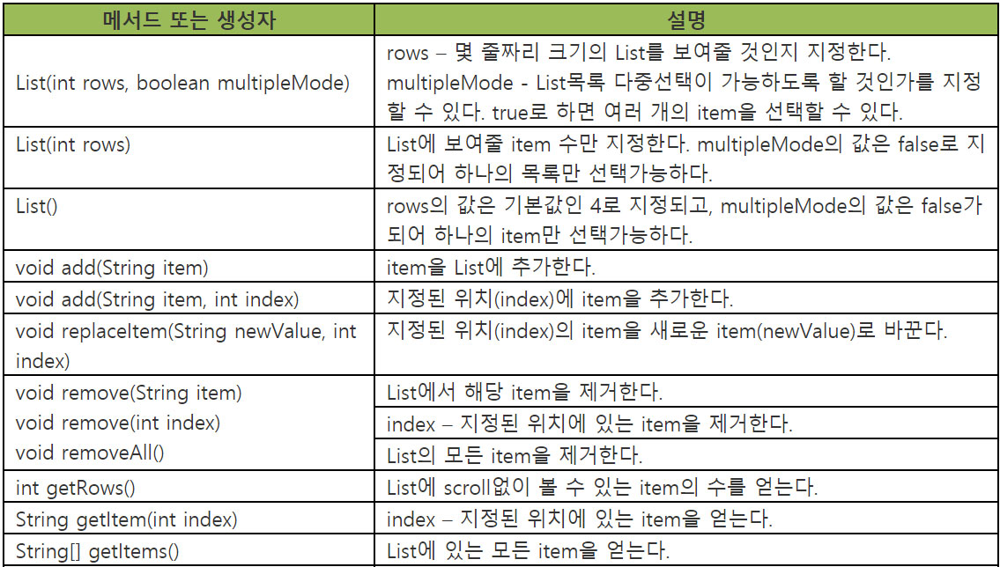 메서드 또는 생성자
설명
List(int rows, boolean multipleMode)
rows – 몇 줄짜리 크기의 List를 보여줄 것인지 지정한다.
multipleMode - List목록 다중선택이 가능하도록 할 것인가를 지정
할 수 있다. true로 하면 여러 개의 item을 선택할 수 있다.
List(int rows)
List에 보여줄 item 수만 지정한다. multipleMode의 값은 false로 지
정되어 하나의 목록만 선택가능하다.
List()
rows의 값은 기본값인 4로 지정되고, multipleMode의 값은 false가
되어 하나의 item만 선택가능하다.
void add(String item)
item을 List에 추가한다.
void add(String item, int index)
지정된 위치(index)에 item을 추가한다.
void replaceItem(String newValue, int
index)
지정된 위치(index)의 item을 새로운 item(newValue)로 바꾼다.
void remove(String item)
List에서 해당 item을 제거한다.
void remove(int index)
index – 지정된 위치에 있는 item을 제거한다.
void removeAll()
List의 모든 item을 제거한다.
int getRows()
List에 scroll없이 볼 수 있는 item의 수를 얻는다.
String getItem(int index)
index – 지정된 위치에 있는 item을 얻는다.
String[] getItems()
List에 있는 모든 item을 얻는다.